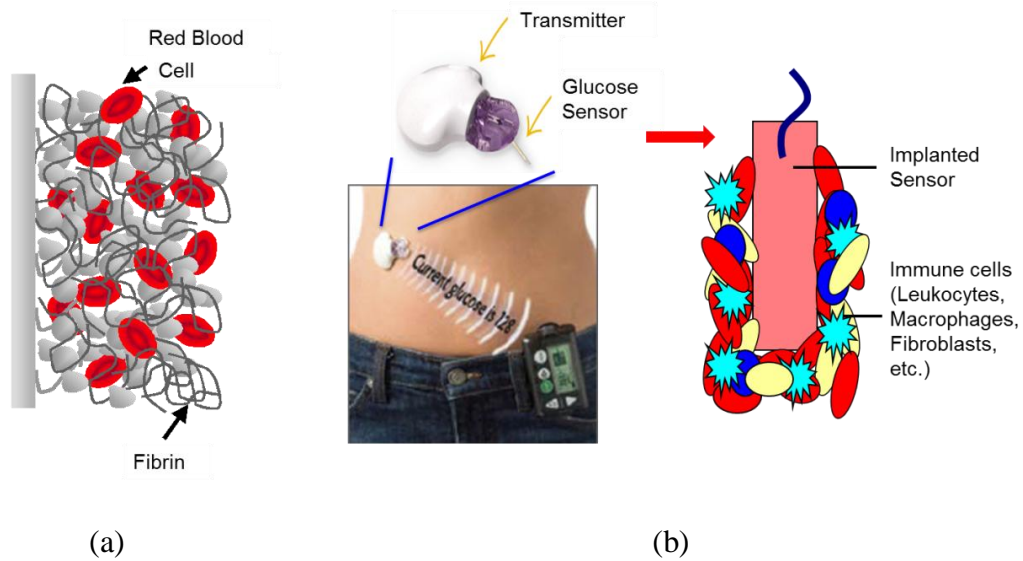 Red Blood
Cell
Fibrin
(a)
Transmitter
Glucose
Sensor
Current glucose is 128
Implanted
Sensor
Immune cells
(Leukocytes,
Macrophages,
Fibroblasts,
etc.)
(b)